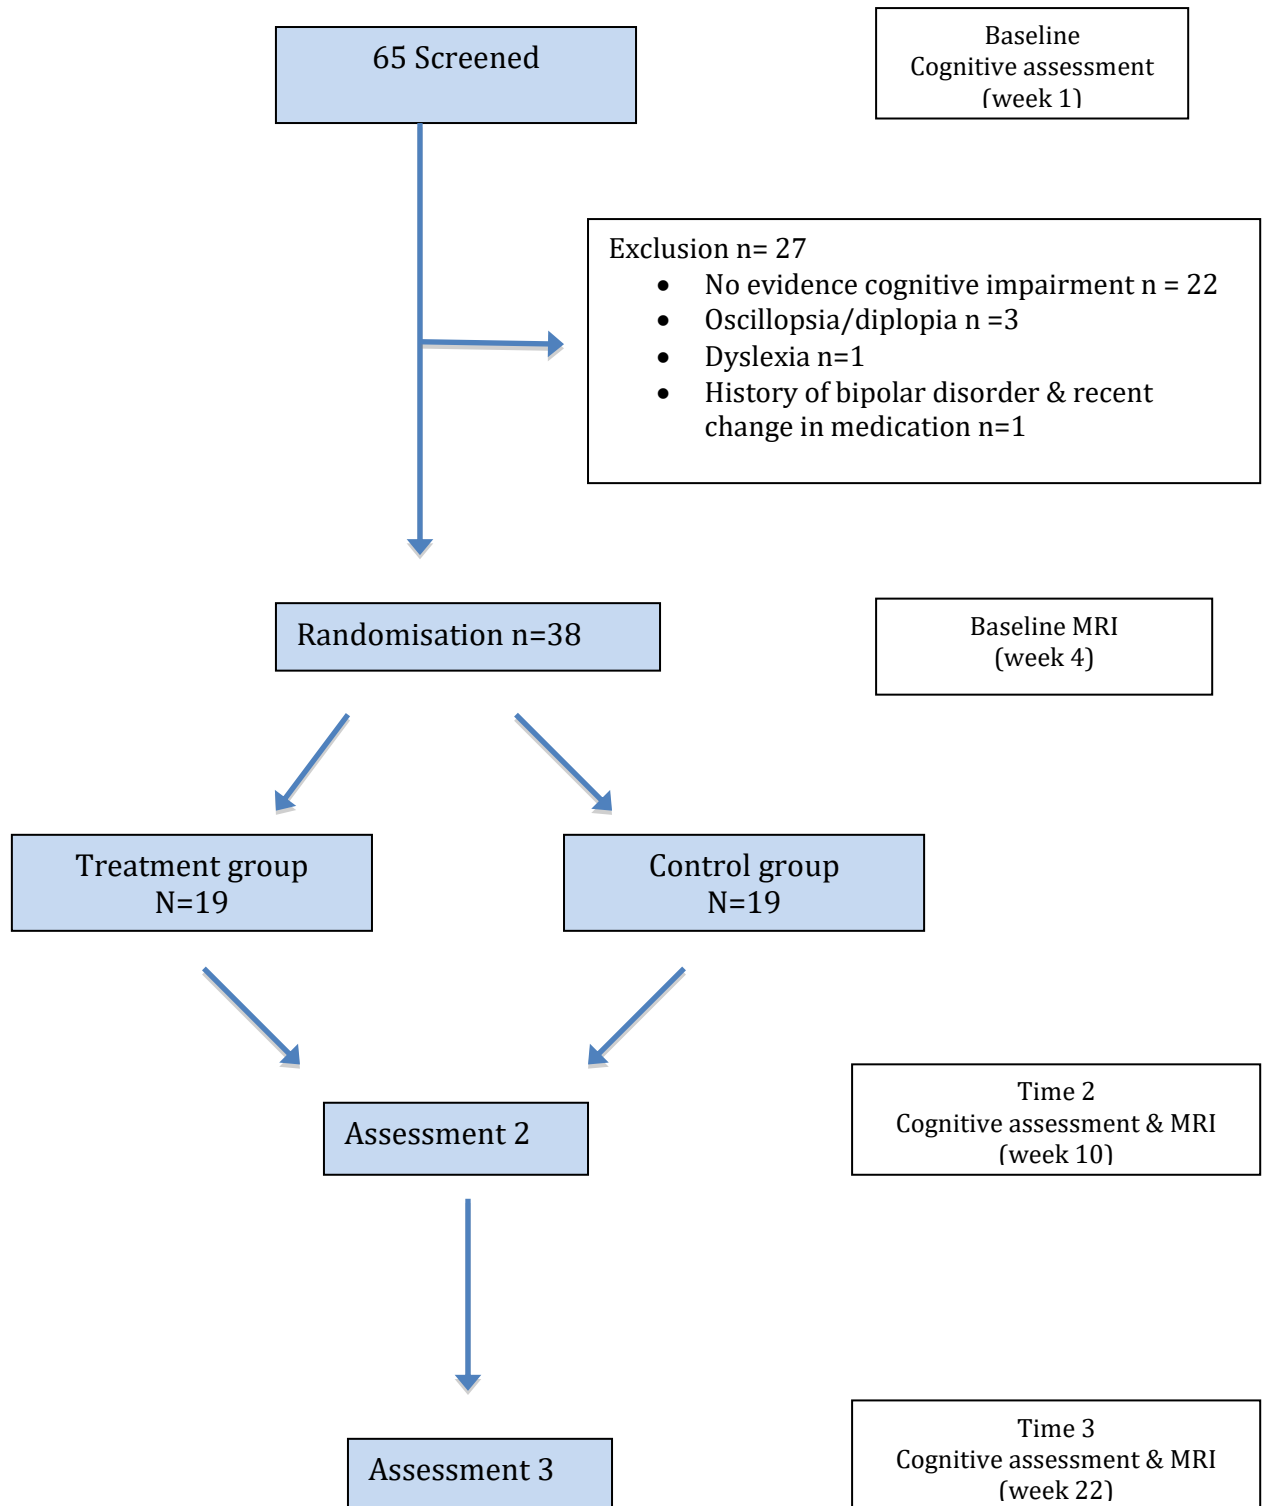 65 Screened
Baseline
Cognitive assessment
(week 1)
Exclusion n= 27
• No evidence cognitive impairment n = 22
• Oscillopsia/diplopia n =3
• Dyslexia n=1
• History of bipolar disorder & recent
change in medication n=1
Randomisation n=38
Baseline MRI
(week 4)
Treatment group
N=19
Control group
N=19
Assessment 2
Time 2
Cognitive assessment & MRI
(week 10)
Assessment 3
Time 3
Cognitive assessment & MRI
(week 22)